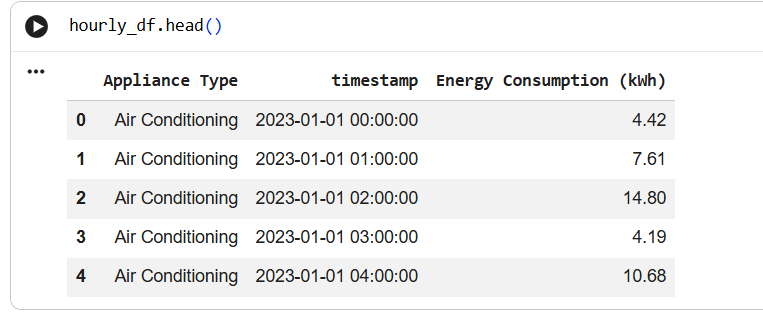 hourly_df.head()
Appliance Type timestamp Energy Consumption (kWh)
0 Air Conditioning 2023-01-01 00:00:00 4.42
1 Air Conditioning 2023-01-01 01:00:00 7.61
2 Air Conditioning 2023-01-01 02:00:00 14.80
3 Air Conditioning 2023-01-01 03:00:00 4.19
4 Air Conditioning 2023-01-01 04:00:00 10.68